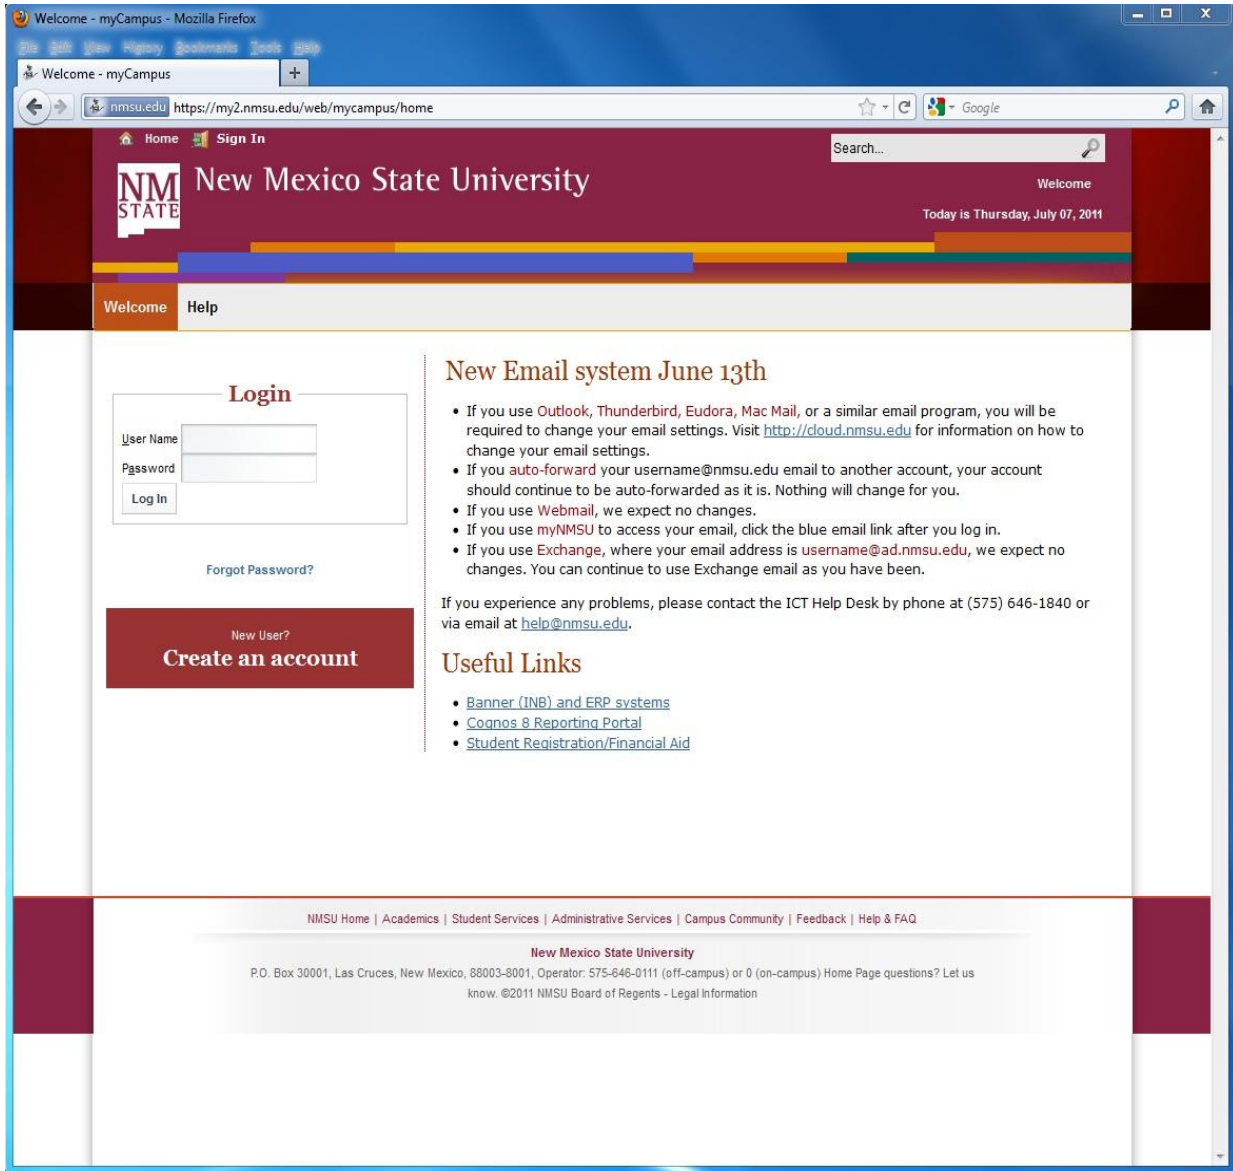 Welcome - myCampus - Mozilla Firefox
File Edit View History Bookmarks Tools Help
Welcome - myCampus
nmsu.edu https://my2.nmsu.edu/web/mycampus/home
Google
Home Sign In
Search...
NM
STATE
New Mexico State University
Welcome
Today is Thursday, July 07, 2011
Welcome Help
Login
User Name
Password
Log In
Forgot Password?
New User?
Create an account
New Email system June 13th
• If you use Outlook, Thunderbird, Eudora, Mac Mail, or a similar email program, you will be
required to change your email settings. Visit http://cloud.nmsu.edu for information on how to
change your email settings.
• If you auto-forward your username@nmsu.edu email to another account, your account
should continue to be auto-forwarded as it is. Nothing will change for you.
• If you use Webmail, we expect no changes.
• If you use myNMSU to access your email, click the blue email link after you log in.
• If you use Exchange, where your email address is username@ad.nmsu.edu, we expect no
changes. You can continue to use Exchange email as you have been.
If you experience any problems, please contact the ICT Help Desk by phone at (575) 646-1840 or
via email at help@nmsu.edu.
Useful Links
• Banner (INB) and ERP systems
• Cognos 8 Reporting Portal
• Student Registration/Financial Aid
NMSU Home | Academics | Student Services | Administrative Services | Campus Community | Feedback | Help & FAQ
New Mexico State University
P.O. Box 30001, Las Cruces, New Mexico, 88003-8001, Operator: 575-646-0111 (off-campus) or 0 (on-campus) Home Page questions? Let us
know. ©2011 NMSU Board of Regents - Legal Information